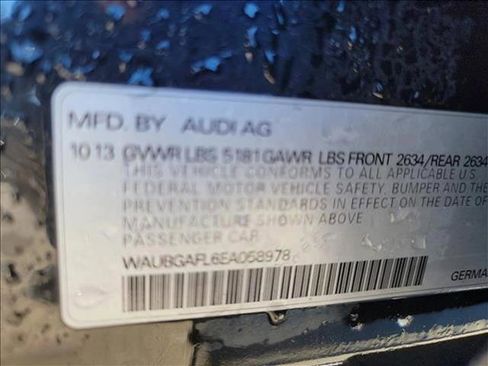 MFD. BY AUDI AG
10 13 GVWR LBS 5181 GAWR LBS FRONT 2634/REAR 2634
THIS VEHICLE CONFORMS TO ALL APPLICABLE
FEDERAL MOTOR VEHICLE SAFETY, BUMPER AND THE
PREVENTION STANDARDS IN EFFECT ON THE DATE OF
MANUFACTURE SHOWN ABOVE
PASSENGER CAR
WAUBGAFL6EA058978
GERMA